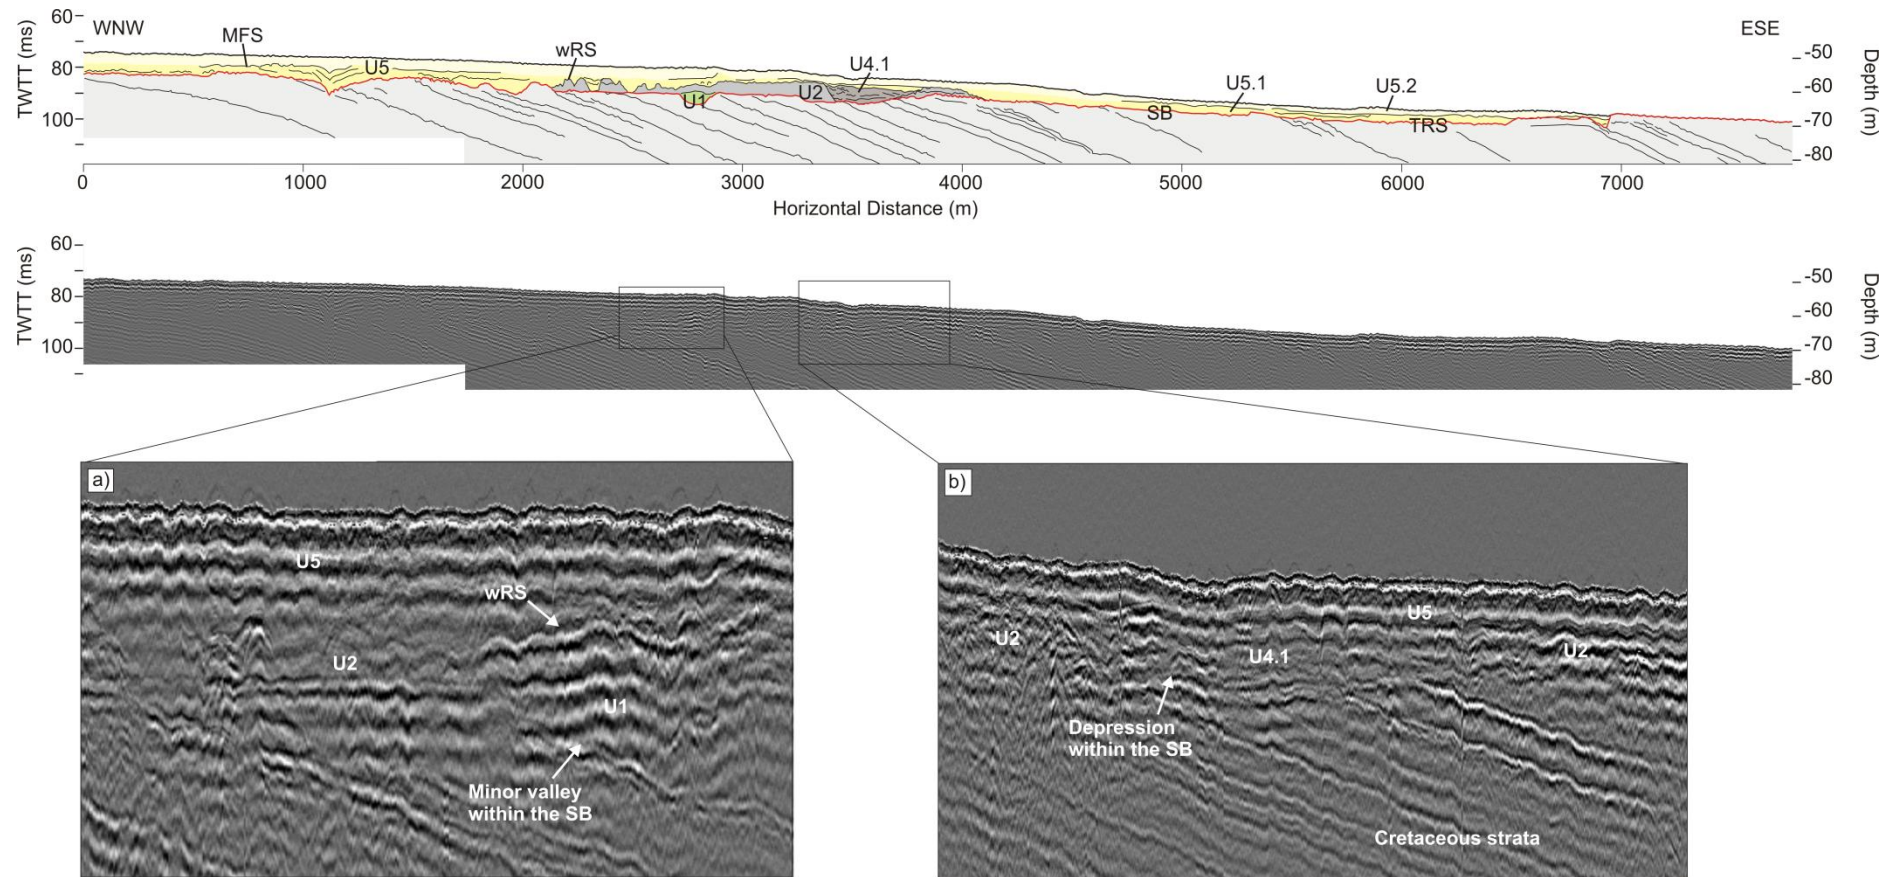 WNW
ESE
TWTT (ms)
60
80
100
MFS
U5
wRS
U1
U2
U4.1
SB
U5.1
U5.2
TRS
-50
-60
-70
-80
Depth (m)
0 1000 2000 3000 4000 5000 6000 7000
Horizontal Distance (m)
TWTT (ms)
60
80
100
-50
-60
-70
-80
Depth (m)
a)
U5
wRS
U2
U1
Minor valley
within the SB
b)
U5
U2
U4.1
U2
Depression
within the SB
Cretaceous strata